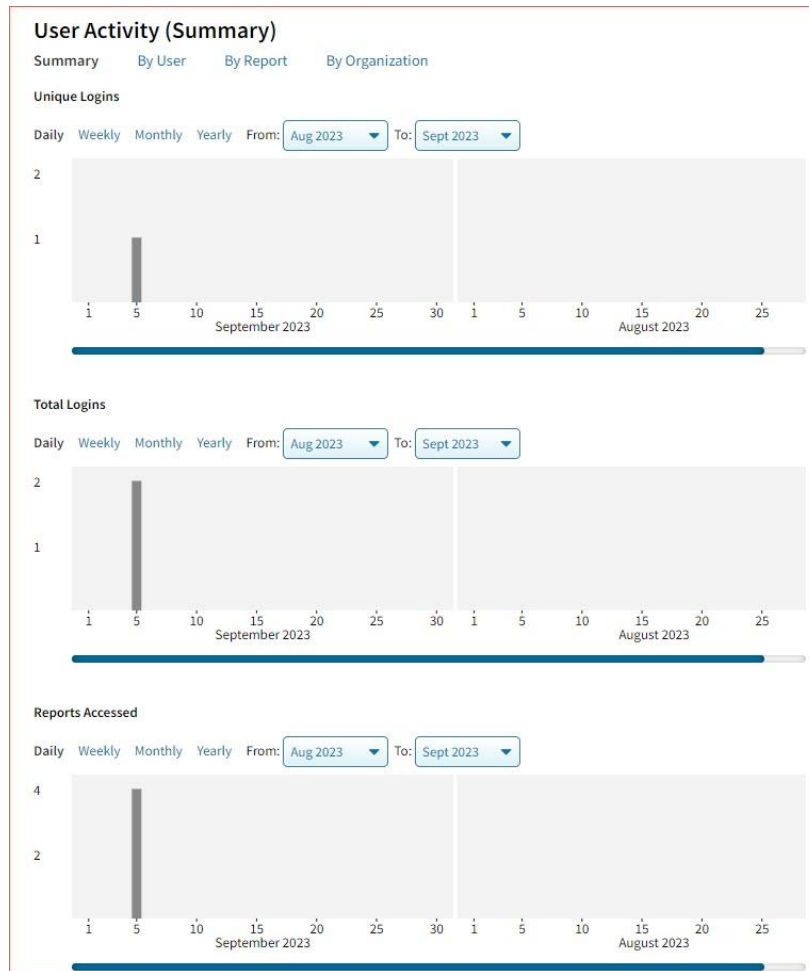 User Activity (Summary)
Summary By User By Report By Organization
Unique Logins
Daily Weekly Monthly Yearly From: Aug 2023 To: Sept 2023
2
1
1 5 10 15 20 25 30 1 5 10 15 20 25
September 2023 August 2023
Total Logins
Daily Weekly Monthly Yearly From: Aug 2023 To: Sept 2023
2
1
1 5 10 15 20 25 30 1 5 10 15 20 25
September 2023 August 2023
Reports Accessed
Daily Weekly Monthly Yearly From: Aug 2023 To: Sept 2023
4
2
1 5 10 15 20 25 30 1 5 10 15 20 25
September 2023 August 2023